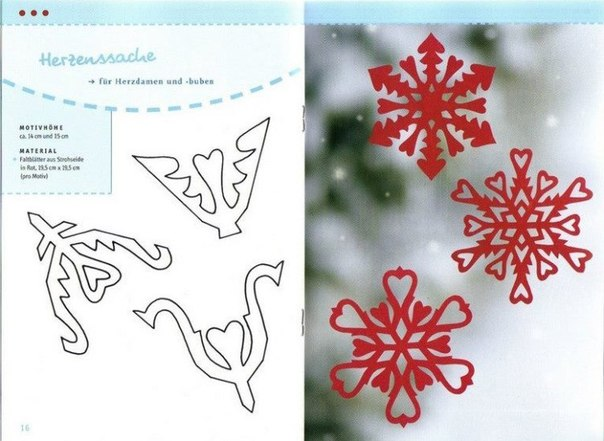 Herzenssache
→ für Herzdamen und -buben
MOTIVHÖHE
ca. 14 cm und 15 cm
MATERIAL
Faltblätter aus Strohseide
in Rot, 19,5 cm x 19,5 cm
(pro Motiv)
16